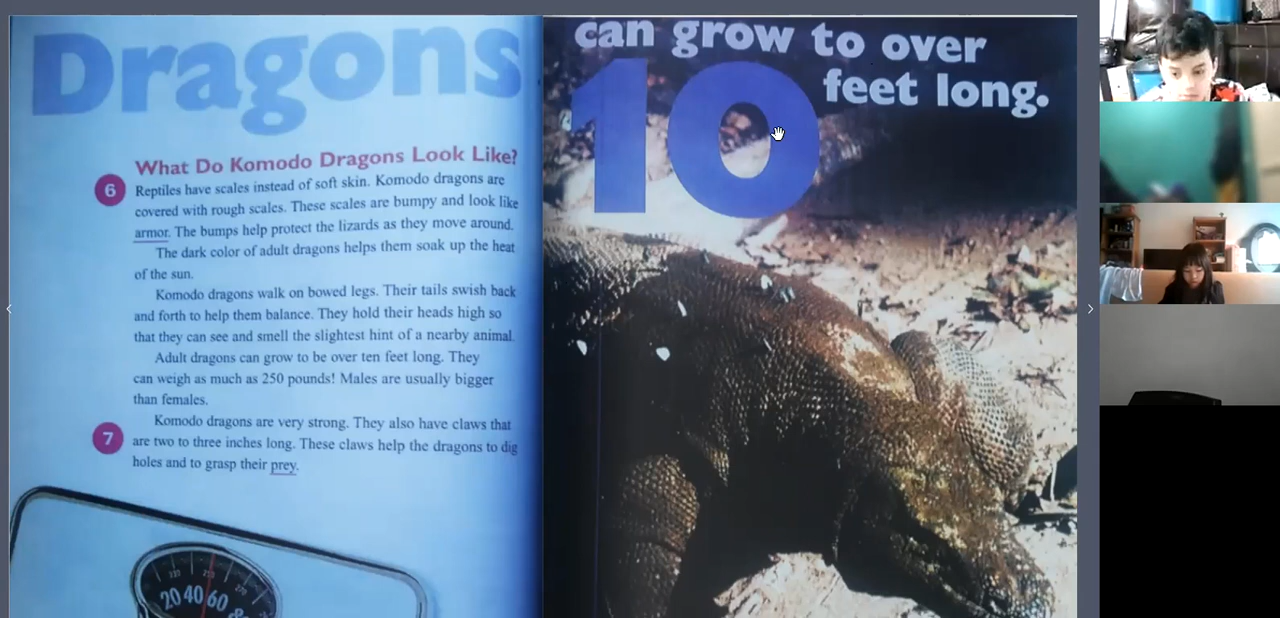 Dragons
What Do Komodo Dragons Look Like?
6
Reptiles have scales instead of soft skin. Komodo dragons are
covered with rough scales. These scales are bumpy and look like
armor. The bumps help protect the lizards as they move around.
The dark color of adult dragons helps them soak up the heat
of the sun.
Komodo dragons walk on bowed legs. Their tails swish back
and forth to help them balance. They hold their heads high so
that they can see and smell the slightest hint of a nearby animal.
Adult dragons can grow to be over ten feet long. They
can weigh as much as 250 pounds! Males are usually bigger
than females.
7
Komodo dragons are very strong. They also have claws that
are two to three inches long. These claws help the dragons to dig
holes and to grasp their prey.
20 40 60
can grow to over
10 feet long.